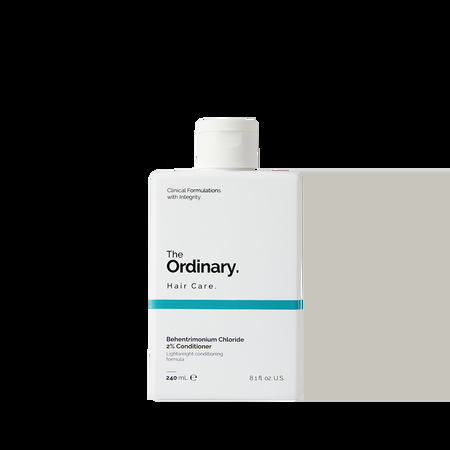 Clinical Formulations
with Integrity.
The
Ordinary.
Hair Care.
Behentrimonium Chloride
2% Conditioner
Lightweight conditioning
formula
240 mL ℮ 8.1 fl. oz. U.S.